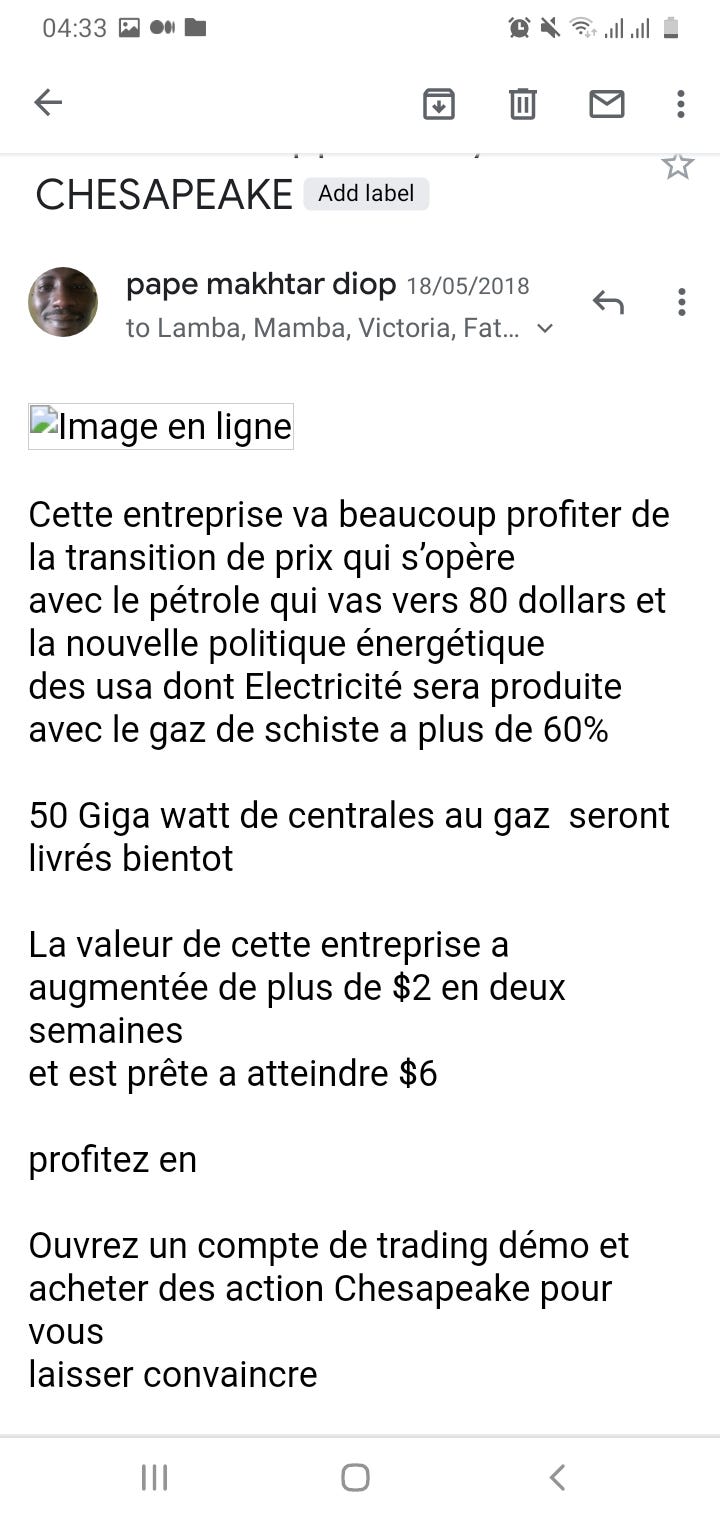 04:33
CHESAPEAKE Add label
pape makhtar diop 18/05/2018
to Lamba, Mamba, Victoria, Fat...
Image en ligne
Cette entreprise va beaucoup profiter de
la transition de prix qui s’opère
avec le pétrole qui vas vers 80 dollars et
la nouvelle politique énergétique
des usa dont Electricité sera produite
avec le gaz de schiste a plus de 60%
50 Giga watt de centrales au gaz  seront
livrés bientot
La valeur de cette entreprise a
augmentée de plus de $2 en deux
semaines
et est prête a atteindre $6
profitez en
Ouvrez un compte de trading démo et
acheter des action Chesapeake pour
vous
laisser convaincre